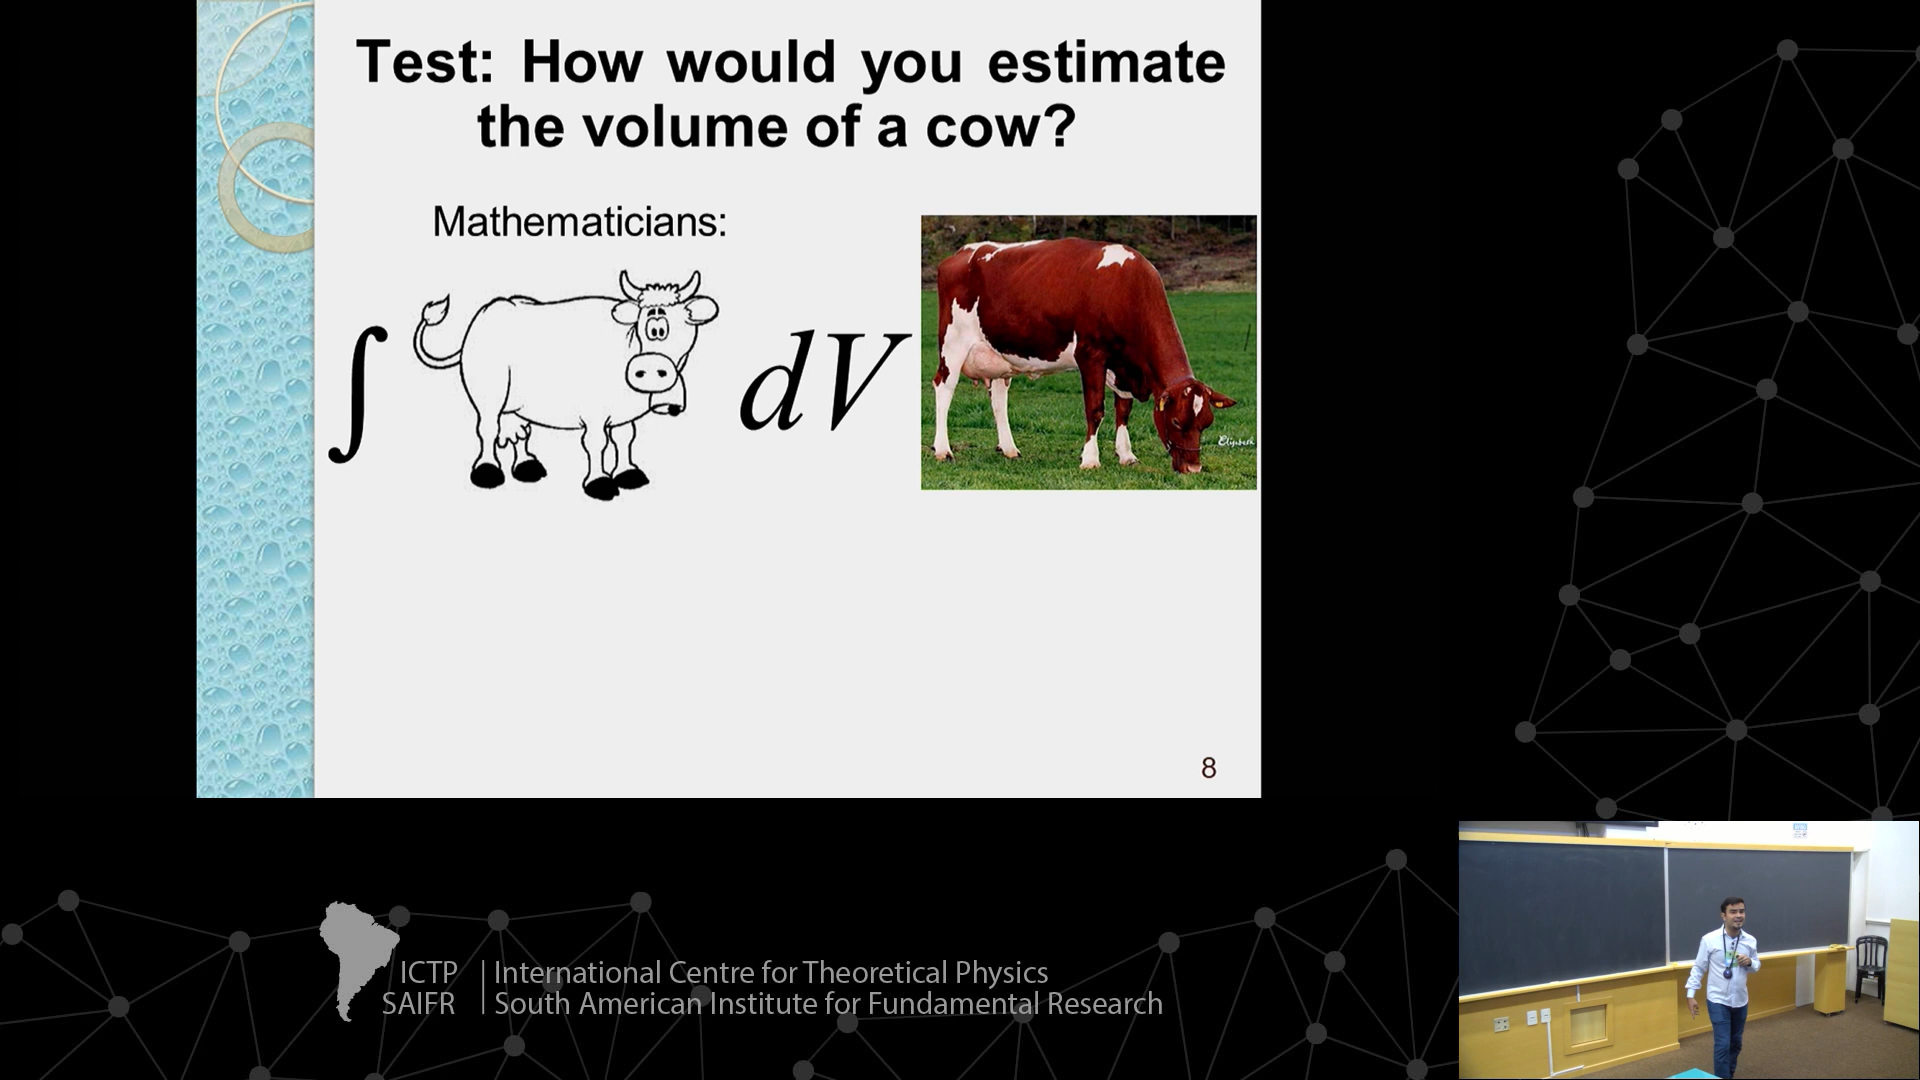 Test: How would you estimate
the volume of a cow?
Mathematicians:
∫ dV
Elizabeth
8
ICTP
SAIFR
International Centre for Theoretical Physics
South American Institute for Fundamental Research